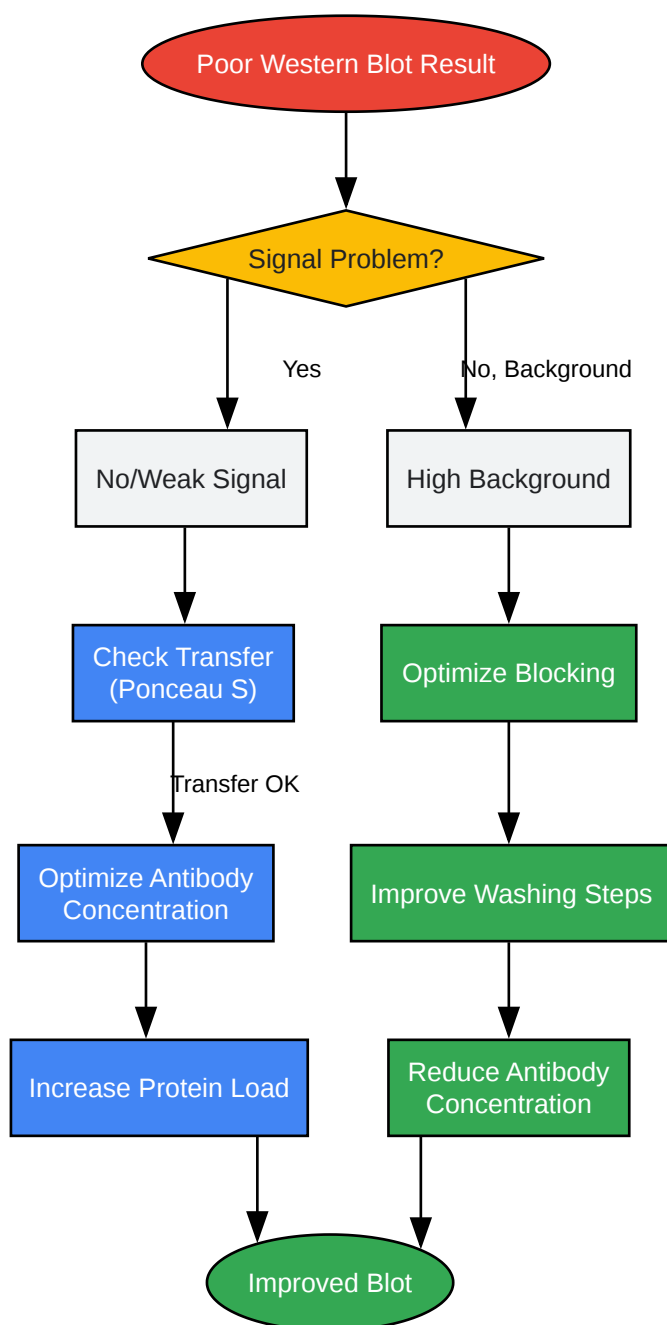 Poor Western Blot Result
Signal Problem?
Yes
No, Background
No/Weak Signal
High Background
Check Transfer
(Ponceau S)
Optimize Blocking
Transfer OK
Optimize Antibody
Concentration
Improve Washing Steps
Increase Protein Load
Reduce Antibody
Concentration
Improved Blot